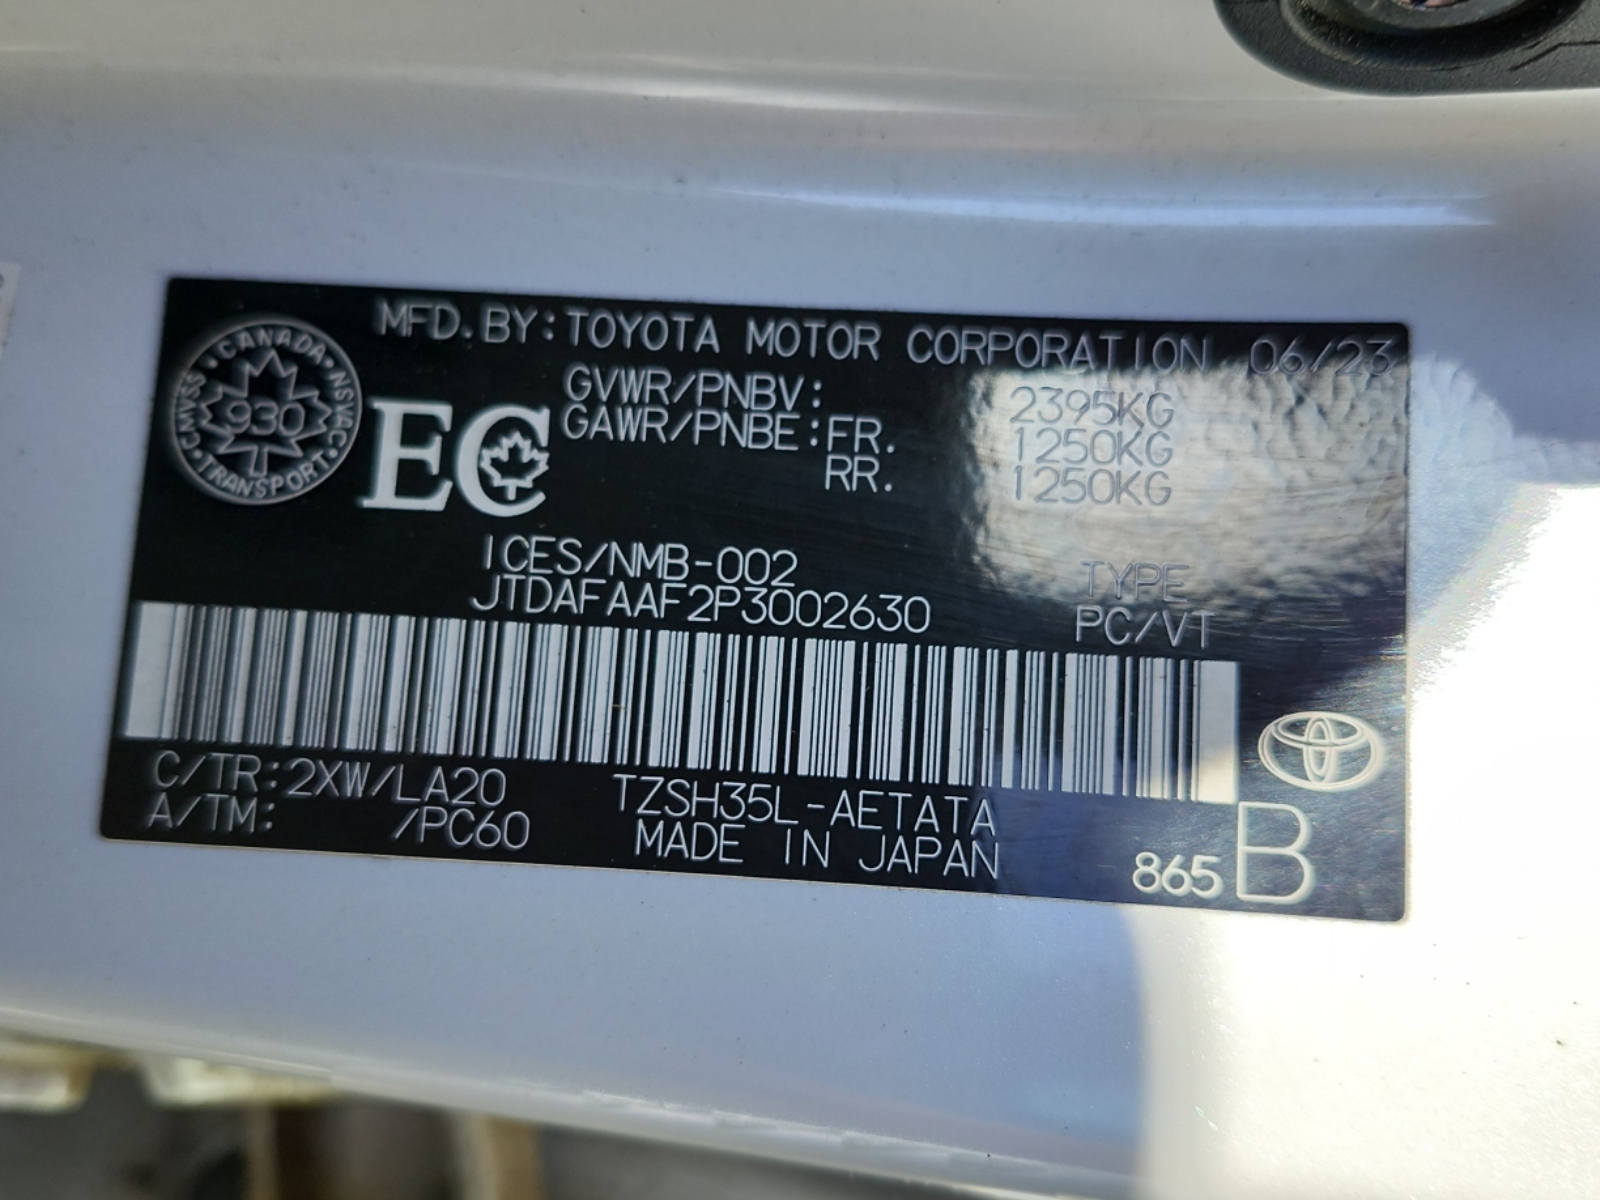 MFD.BY:TOYOTA MOTOR CORPORATION 06/23
GVWR/PNBV: 2395KG
GAWR/PNBE:FR. 1250KG
RR. 1250KG
CANADA
CMVSS 930 NSVAC
TRANSPORT
EC
ICES/NMB-002
JTDAFAAF2P3002630
TYPE
PC/VT
C/TR:2XW/LA20
A/TM: /PC60
TZSH35L-AETATA
MADE IN JAPAN
865 B